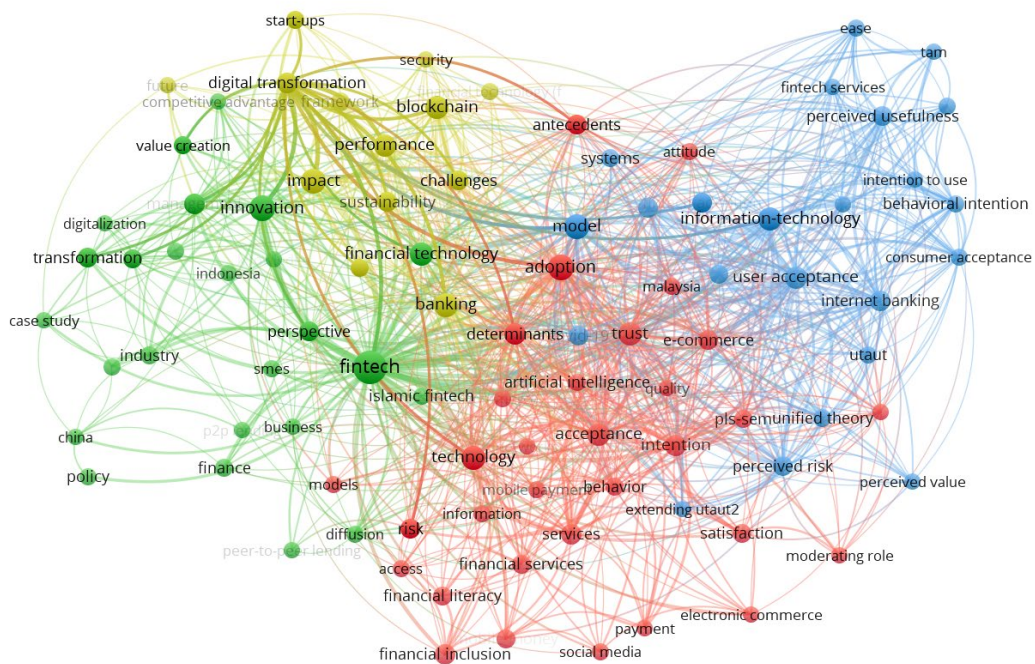 start-ups
ease
tam
security
digital transformation
future
fintech services
competitive advantage
framework
blockchain
perceived usefulness
antecedents
value creation
performance
systems
attitude
impact
challenges
intention to use
sustainability
behavioral intention
innovation
digitalization
model
information-technology
transformation
financial technology
consumer acceptance
indonesia
adoption
user acceptance
malaysia
banking
internet banking
case study
perspective
determinants
trust
e-commerce
industry
utaut
smes
fintech
artificial intelligence
quality
islamic fintech
pls-sem
unified theory
business
china
acceptance
intention
finance
technology
perceived risk
policy
models
mobile payment
behavior
perceived value
information
extending utaut2
diffusion
risk
services
satisfaction
peer-to-peer lending
moderating role
access
financial services
financial literacy
electronic commerce
payment
financial inclusion
social media